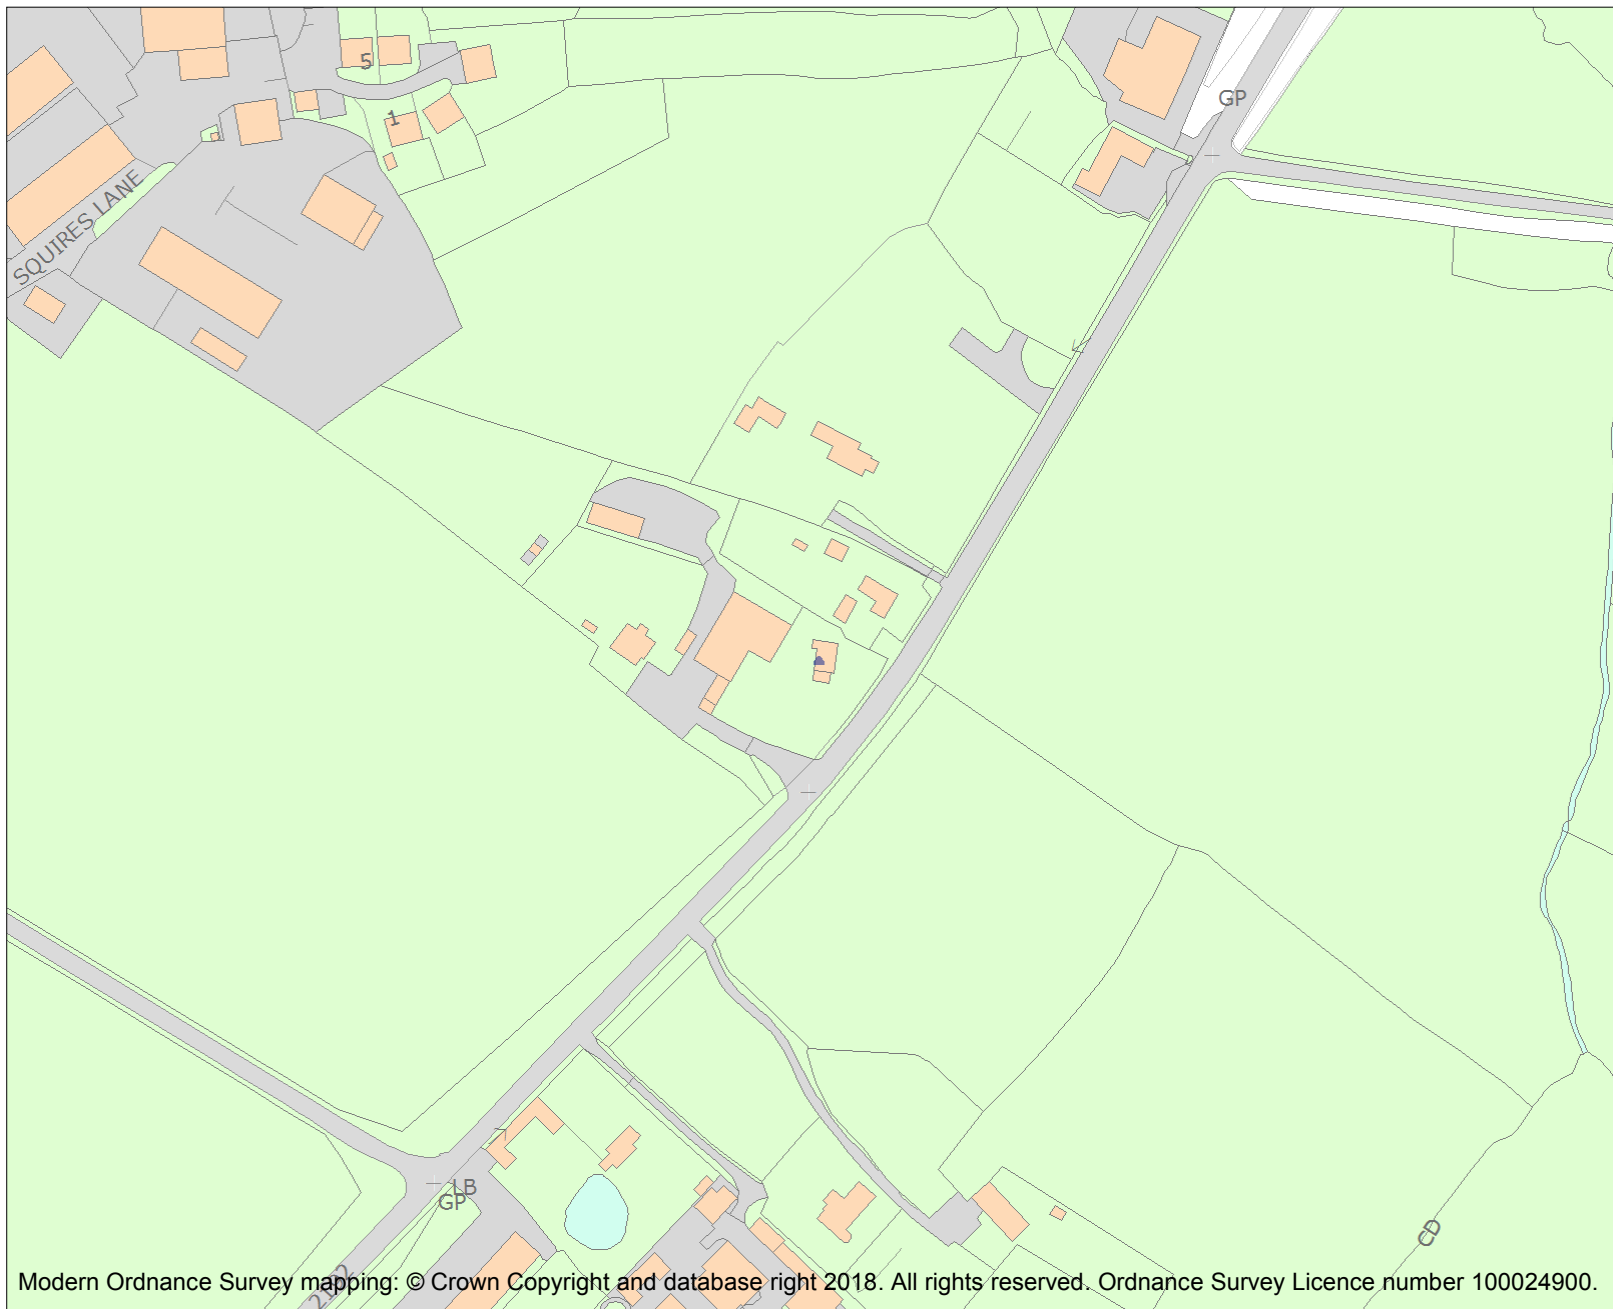 5
GP
1
SQUIRES LANE
LB
GP
CD
Modern Ordnance Survey mapping: © Crown Copyright and database right 2018. All rights reserved. Ordnance Survey Licence number 100024900.